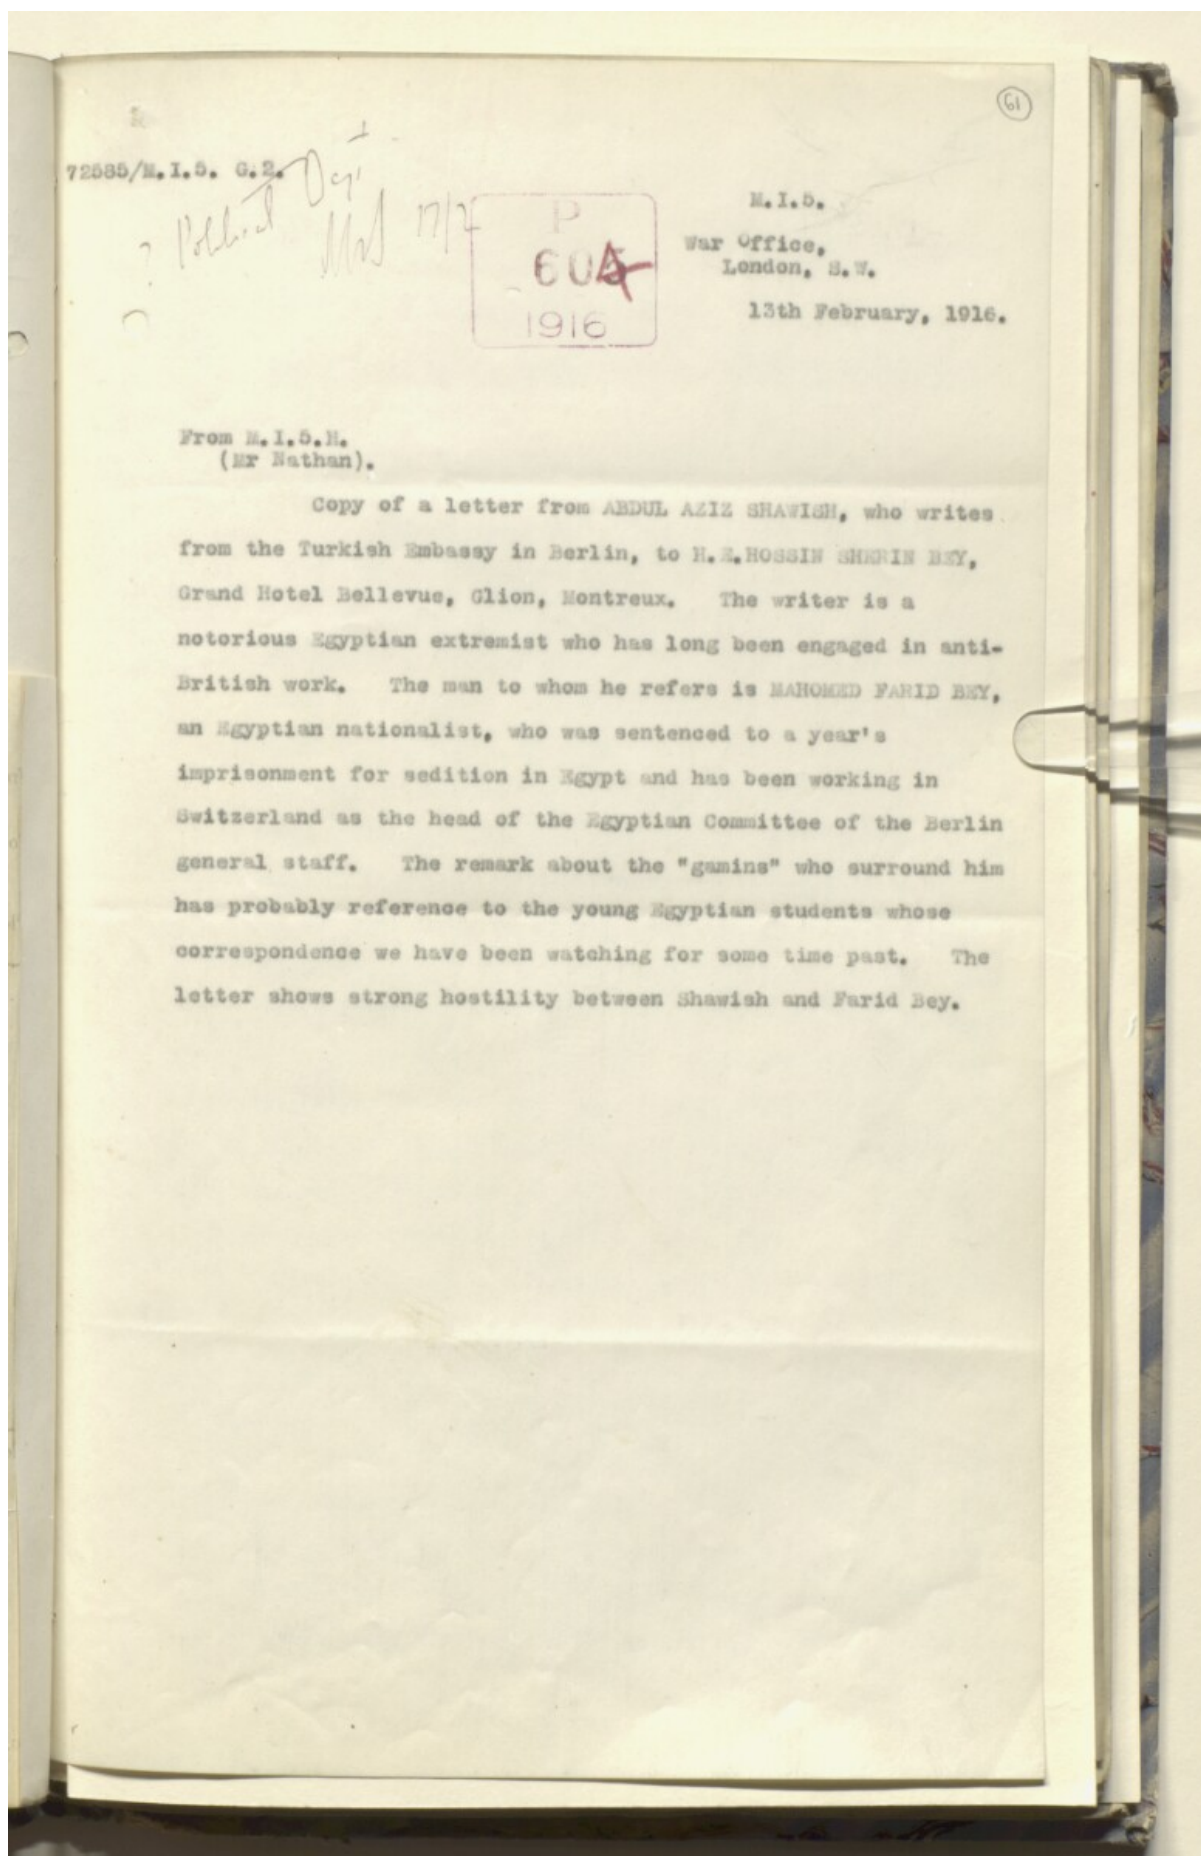 61
72585/M.I.5. G.2.
? Political Dept
17/2
P
604
1916
M.I.5.
War Office,
London, S.W.
13th February, 1916.
From M.I.5.H.
(Mr Nathan).
Copy of a letter from ABDUL AZIZ SHAWISH, who writes
from the Turkish Embassy in Berlin, to H.E.HOSSIN SHERIN BEY,
Grand Hotel Bellevue, Glion, Montreux. The writer is a
notorious Egyptian extremist who has long been engaged in anti-
British work. The man to whom he refers is MAHOMED FARID BEY,
an Egyptian nationalist, who was sentenced to a year's
imprisonment for sedition in Egypt and has been working in
Switzerland as the head of the Egyptian Committee of the Berlin
general staff. The remark about the "gamins" who surround him
has probably reference to the young Egyptian students whose
correspondence we have been watching for some time past. The
letter shows strong hostility between Shawish and Farid Bey.